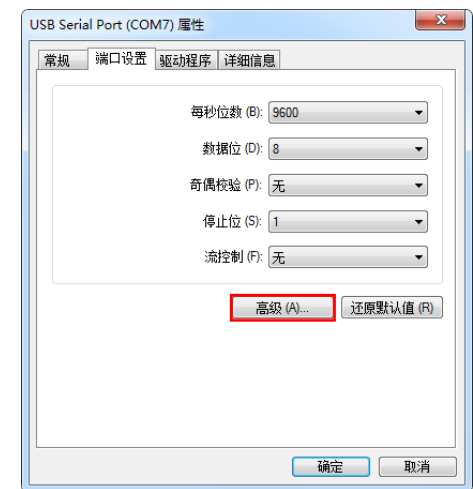 USB Serial Port (COM7) 属性
常规 端口设置 驱动程序 详细信息
每秒位数 (B): 9600
数据位 (D): 8
奇偶校验 (P): 无
停止位 (S): 1
流控制 (F): 无
高级 (A)... 还原默认值 (R)
确定 取消